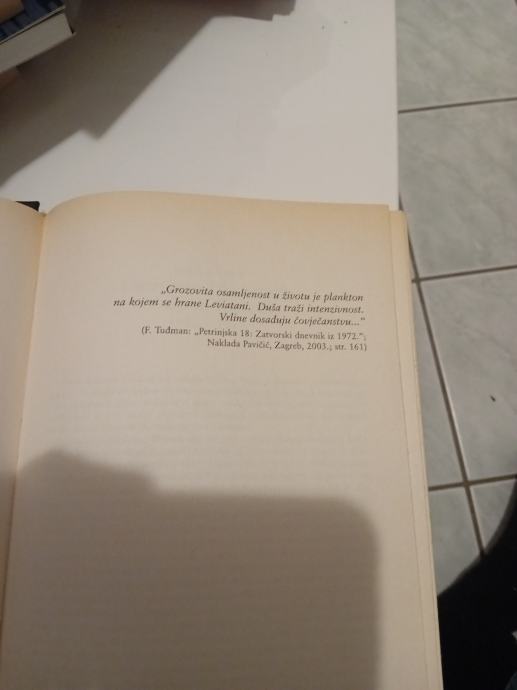 „Grozovita osamljenost u životu je plankton
na kojem se hrane Leviatani. Duša traži intenzivnost.
Vrline dosađuju čovječanstvu...“
(F. Tuđman: „Petrinjska 18: Zatvorski dnevnik iz 1972.“;
Naklada Pavičić, Zagreb, 2003.; str. 161)